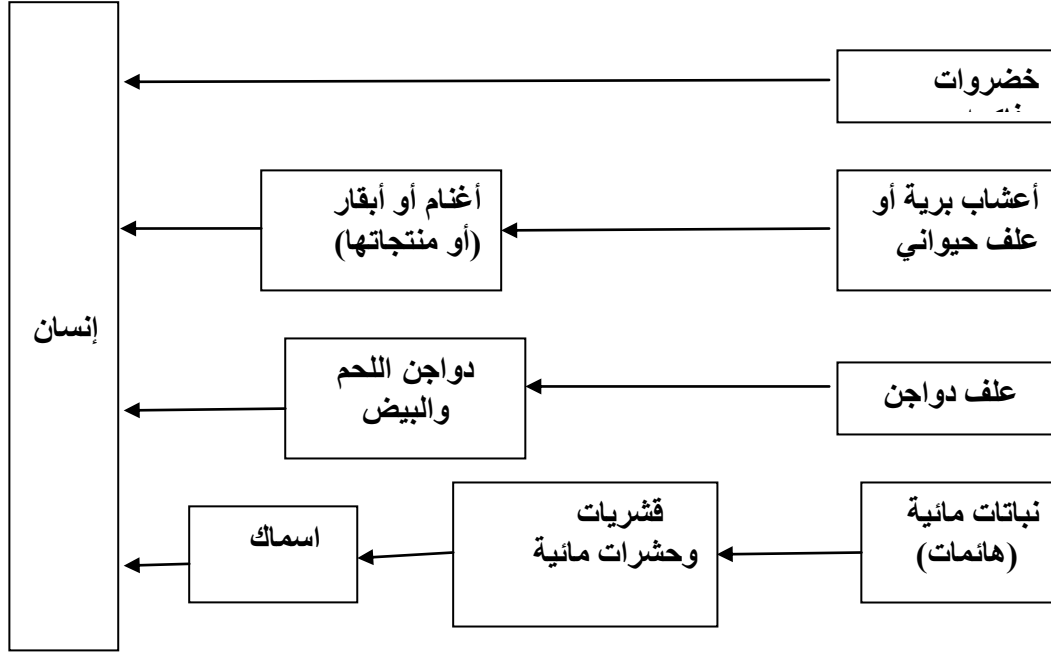 خضروات
أعشاب برية أو
علف حيواني
أغنام أو أبقار
(أو منتجاتها)
إنسان
علف دواجن
دواجن اللحم
والبيض
نباتات مائية
(هائمات)
قشريات
وحشرات مائية
اسماك